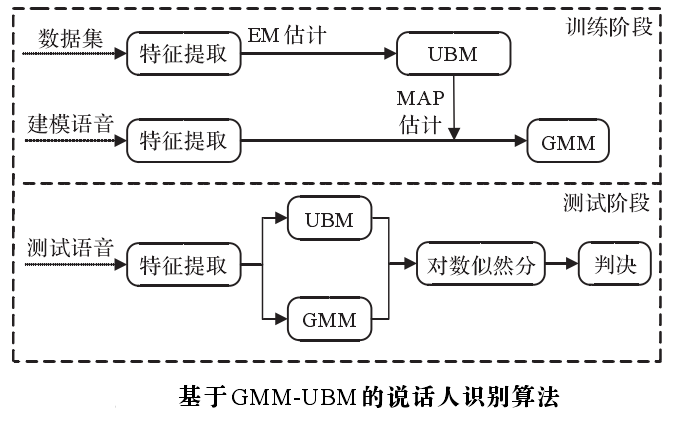 训练阶段
数据集
特征提取
EM估计
UBM
MAP
估计
建模语音
特征提取
GMM
测试阶段
测试语音
特征提取
UBM
GMM
对数似然分
判决
基于GMM-UBM的说话人识别算法